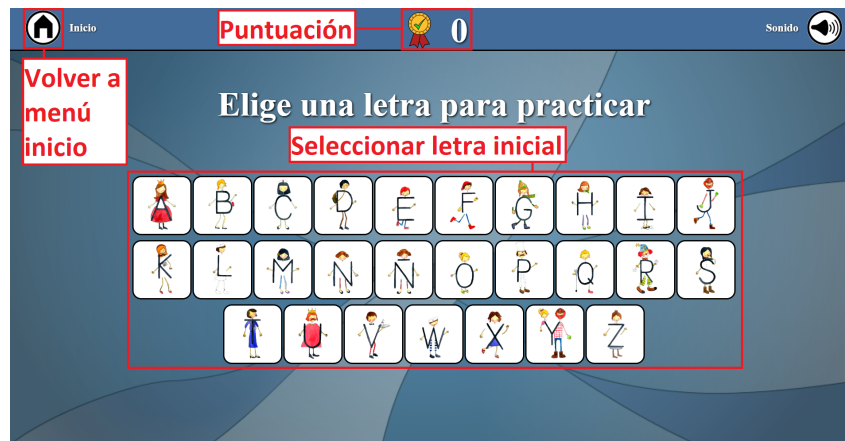 Inicio
Puntuación
0
Sonido
Volver a
menú
inicio
Elige una letra para practicar
Seleccionar letra inicial
A B C D E F G H I J
K L M N Ñ O P Q R S
T U V W X Y Z